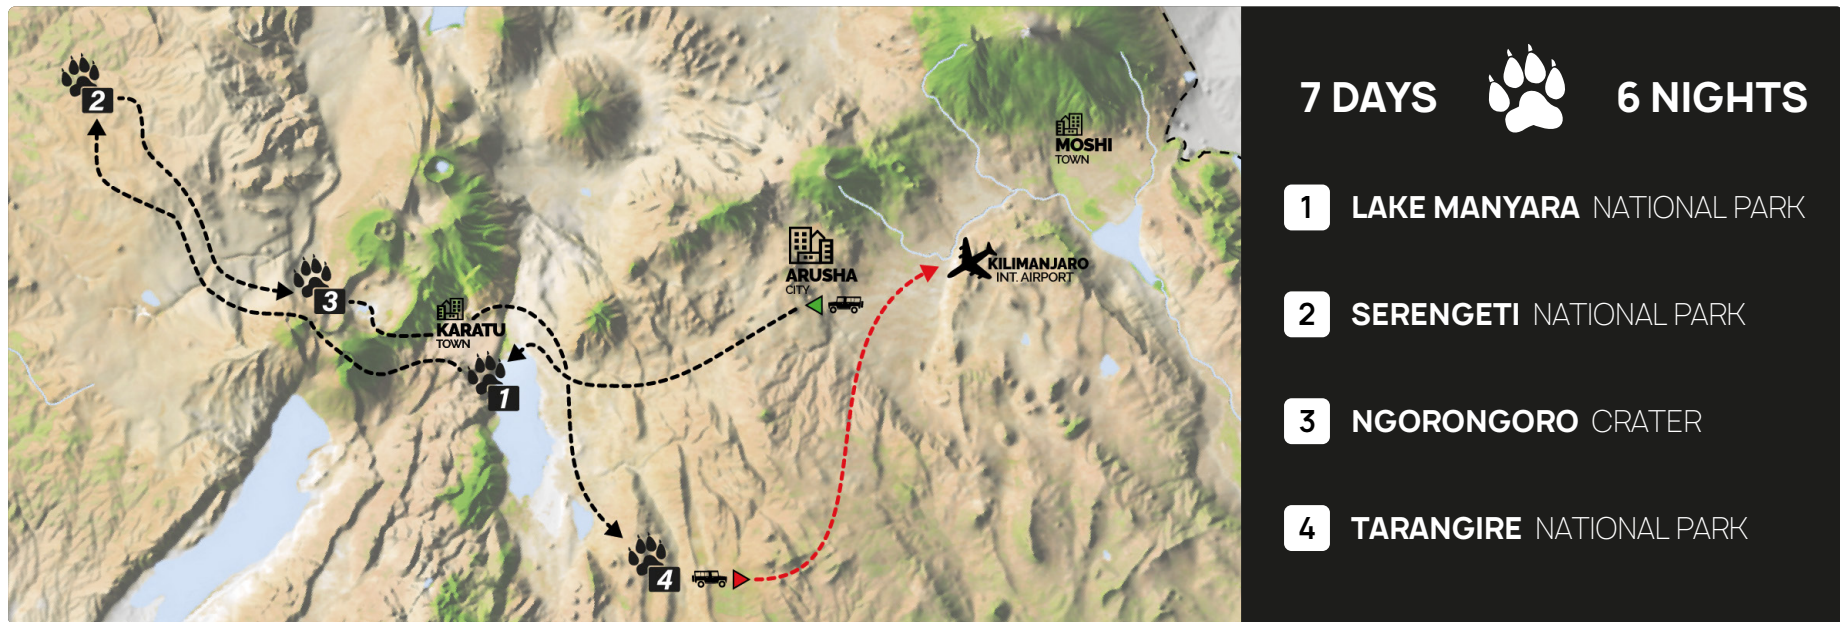 2
3
KARATU
TOWN
1
4
ARUSHA
CITY
MOSHI
TOWN
KILIMANJARO
INT. AIRPORT
7 DAYS 6 NIGHTS
1 LAKE MANYARA NATIONAL PARK
2 SERENGETI NATIONAL PARK
3 NGORONGORO CRATER
4 TARANGIRE NATIONAL PARK